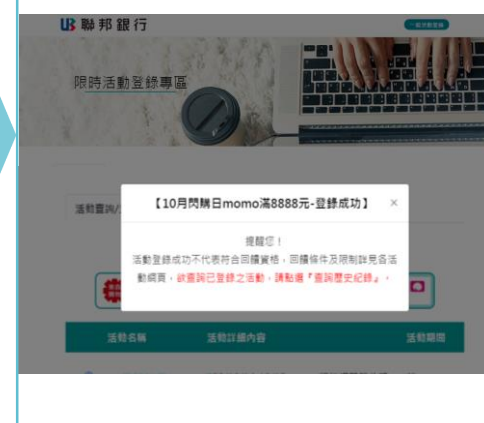 聯邦銀行
限時活動登錄專區
活動查詢/
【10月閃購日momo滿8888元-登錄成功】 ×
提醒您！
活動登錄成功不代表符合回饋資格，回饋條件及限制詳見各活
動網頁，欲查詢已登錄之活動，請點選『查詢歷史紀錄』。
活動名稱 活動詳細內容 活動期間